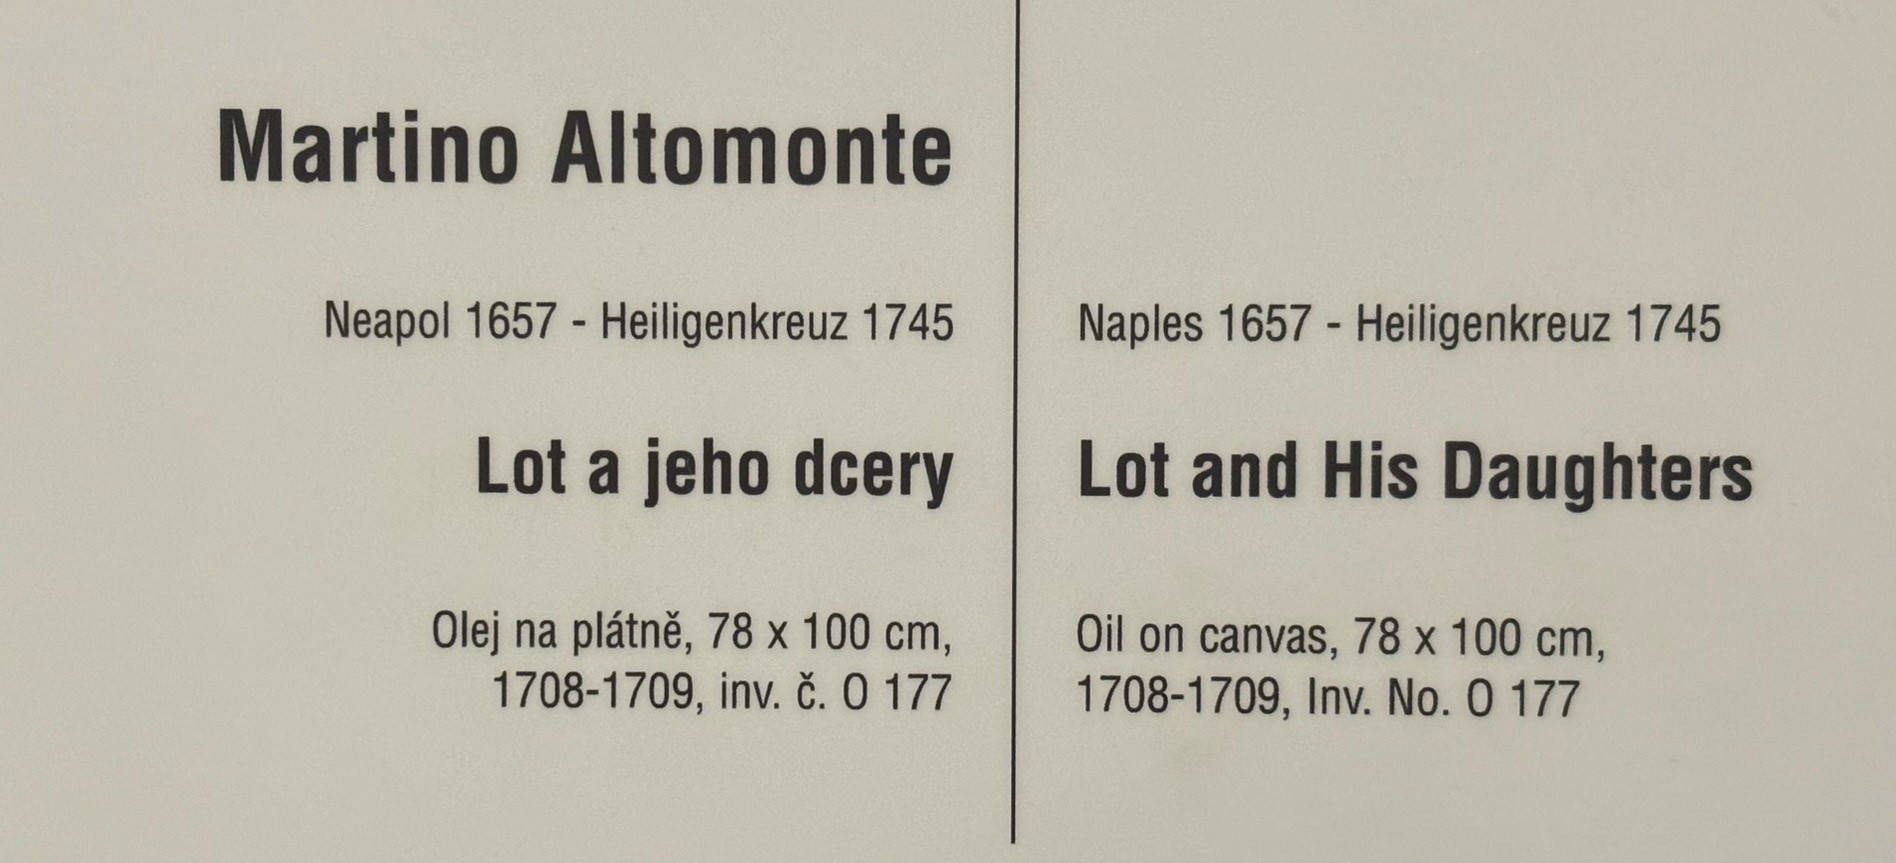 Martino Altomonte
Neapol 1657 - Heiligenkreuz 1745
Lot a jeho dcery
Olej na plátně, 78 x 100 cm,
1708-1709, inv. č. O 177
Naples 1657 - Heiligenkreuz 1745
Lot and His Daughters
Oil on canvas, 78 x 100 cm,
1708-1709, Inv. No. O 177